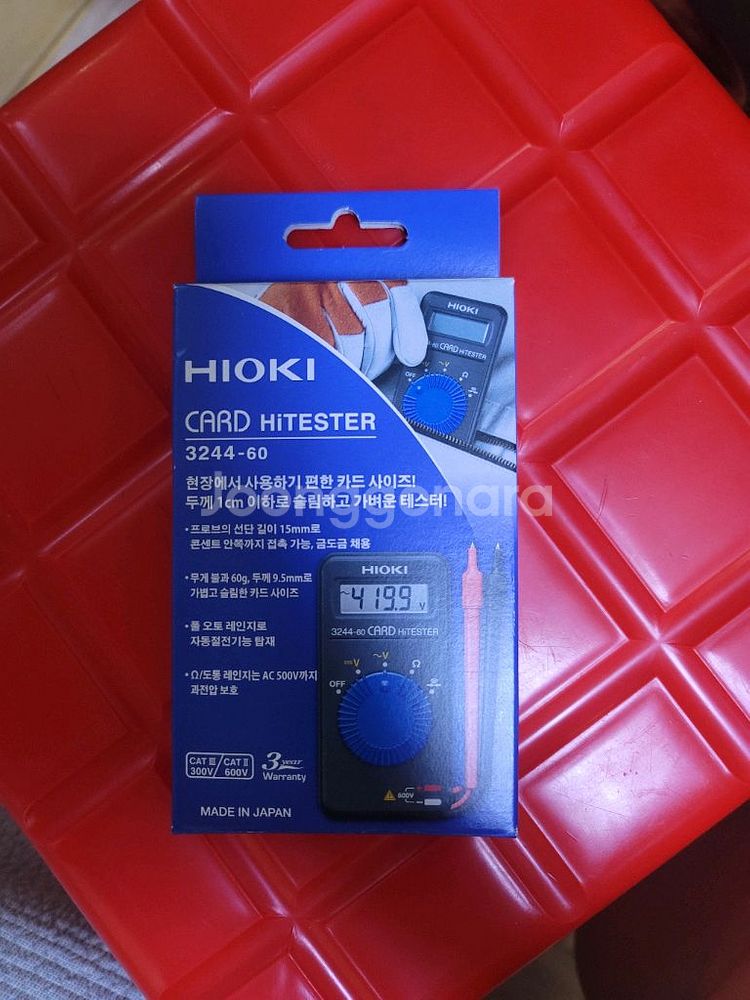 HIOKI
CARD HiTESTER
3244-60
HIOKI
60 CARD HiTESTER
OFF
~V
Ω
현장에서 사용하기 편한 카드 사이즈!
두께 1cm 이하로 슬림하고 가벼운 테스터!
Joonggonara
• 프로브의 선단 길이 15mm로
콘센트 안쪽까지 접촉 가능, 금도금 채용
• 무게 불과 60g, 두께 9.5mm로
가볍고 슬림한 카드 사이즈
• 풀 오토 레인지로
자동절전기능 탑재
• Ω/도통 레인지는 AC 500V까지
과전압 보호
HIOKI
~419.9 V
3244-60 CARD HiTESTER
OFF
V
~V
Ω
600V
+
−
CAT Ⅲ 300V / CAT Ⅱ 600V
3 year Warranty
MADE IN JAPAN